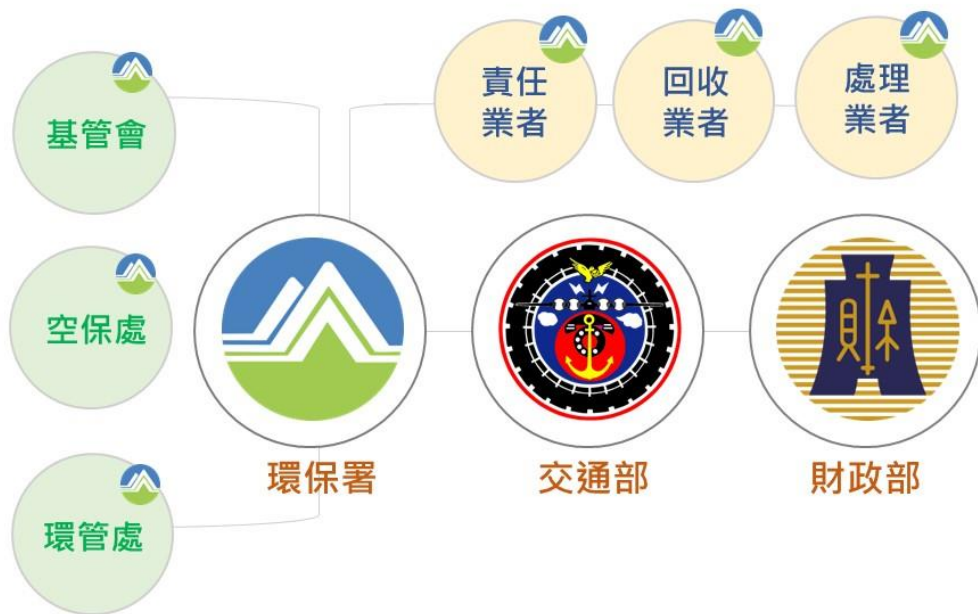 責任
業者
回收
業者
處理
業者
基管會
空保處
環管處
環保署
交通部
財政部